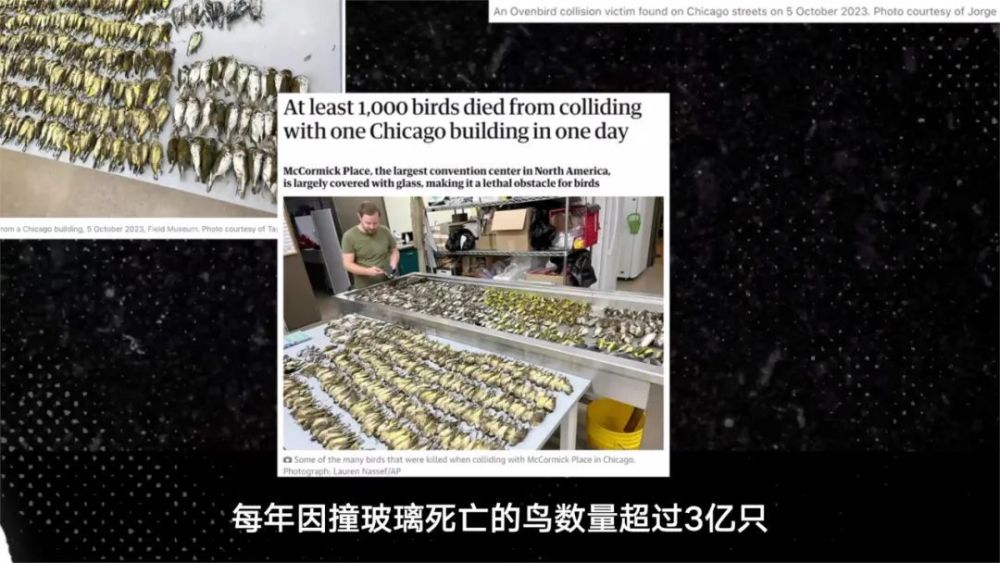 An Ovenbird collision victim found on Chicago streets on 5 October 2023. Photo courtesy of Jorge
At least 1,000 birds died from colliding
with one Chicago building in one day
McCormick Place, the largest convention center in North America,
is largely covered with glass, making it a lethal obstacle for birds
rom a Chicago building, 5 October 2023, Field Museum. Photo courtesy of Tay
Some of the many birds that were killed when colliding with McCormick Place in Chicago.
Photograph: Lauren Nassef/AP
每年因撞玻璃死亡的鸟数量超过3亿只